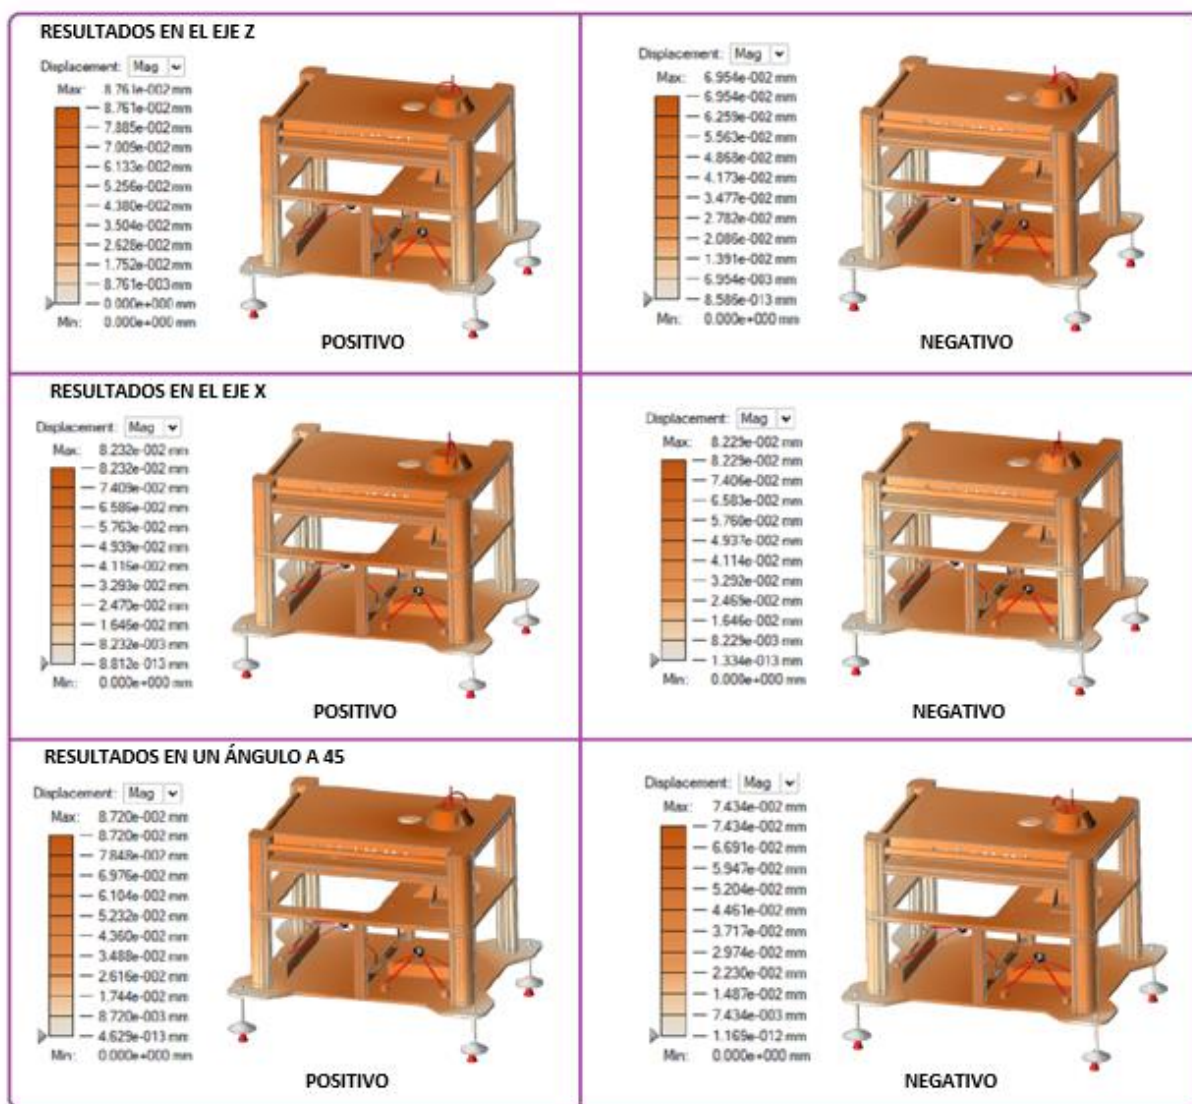 RESULTADOS EN EL EJE Z
Displacement: Mag
Max: 8.761e-002 mm
8.761e-002 mm
7.885e-002 mm
7.009e-002 mm
6.133e-002 mm
5.256e-002 mm
4.380e-002 mm
3.504e-002 mm
2.628e-002 mm
1.752e-002 mm
8.761e-003 mm
0.000e+000 mm
Min: 0.000e+000 mm
POSITIVO
Displacement: Mag
Max: 6.954e-002 mm
6.954e-002 mm
6.259e-002 mm
5.563e-002 mm
4.868e-002 mm
4.173e-002 mm
3.477e-002 mm
2.782e-002 mm
2.086e-002 mm
1.391e-002 mm
6.954e-003 mm
8.586e-013 mm
Min: 0.000e+000 mm
NEGATIVO
RESULTADOS EN EL EJE X
Displacement: Mag
Max: 8.232e-002 mm
8.232e-002 mm
7.409e-002 mm
6.586e-002 mm
5.763e-002 mm
4.939e-002 mm
4.116e-002 mm
3.293e-002 mm
2.470e-002 mm
1.646e-002 mm
8.232e-003 mm
8.812e-013 mm
Min: 0.000e+000 mm
POSITIVO
Displacement: Mag
Max: 8.229e-002 mm
8.229e-002 mm
7.406e-002 mm
6.583e-002 mm
5.760e-002 mm
4.937e-002 mm
4.114e-002 mm
3.292e-002 mm
2.469e-002 mm
1.646e-002 mm
8.229e-003 mm
1.334e-013 mm
Min: 0.000e+000 mm
NEGATIVO
RESULTADOS EN UN ÁNGULO A 45
Displacement: Mag
Max: 8.720e-002 mm
8.720e-002 mm
7.848e-002 mm
6.976e-002 mm
6.104e-002 mm
5.232e-002 mm
4.360e-002 mm
3.488e-002 mm
2.616e-002 mm
1.744e-002 mm
8.720e-003 mm
4.629e-013 mm
Min: 0.000e+000 mm
POSITIVO
Displacement: Mag
Max: 7.434e-002 mm
7.434e-002 mm
6.691e-002 mm
5.947e-002 mm
5.204e-002 mm
4.461e-002 mm
3.717e-002 mm
2.974e-002 mm
2.230e-002 mm
1.487e-002 mm
7.434e-003 mm
1.169e-012 mm
Min: 0.000e+000 mm
NEGATIVO